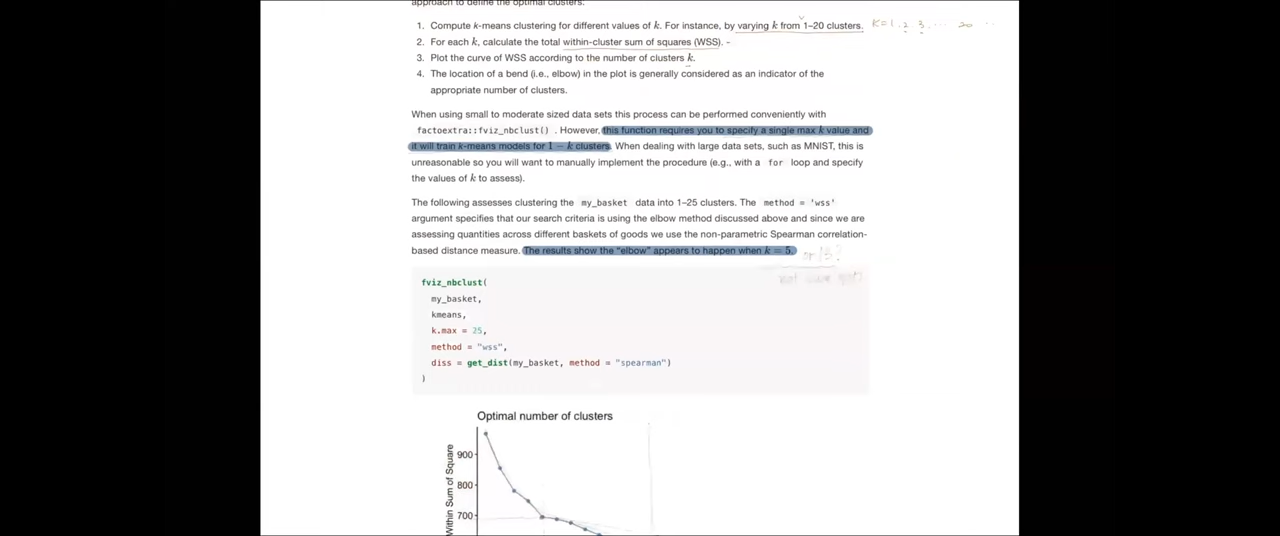 approach to define the optimal clusters:
1. Compute k-means clustering for different values of k. For instance, by varying k from 1–20 clusters. K=1, 2, 3, ... 20 ..
2. For each k, calculate the total within-cluster sum of squares (WSS). -
3. Plot the curve of WSS according to the number of clusters k.
4. The location of a bend (i.e., elbow) in the plot is generally considered as an indicator of the
appropriate number of clusters.
When using small to moderate sized data sets this process can be performed conveniently with
factoextra::fviz_nbclust() . However, this function requires you to specify a single max k value and
it will train k-means models for 1 − k clusters. When dealing with large data sets, such as MNIST, this is
unreasonable so you will want to manually implement the procedure (e.g., with a for loop and specify
the values of k to assess).
The following assesses clustering the my_basket data into 1–25 clusters. The method = 'wss'
argument specifies that our search criteria is using the elbow method discussed above and since we are
assessing quantities across different baskets of goods we use the non-parametric Spearman correlation-
based distance measure. The results show the "elbow" appears to happen when k = 5. or 13?
not sure
fviz_nbclust(
my_basket,
kmeans,
k.max = 25,
method = "wss",
diss = get_dist(my_basket, method = "spearman")
)
Optimal number of clusters
900
800
700
Within Sum of Square